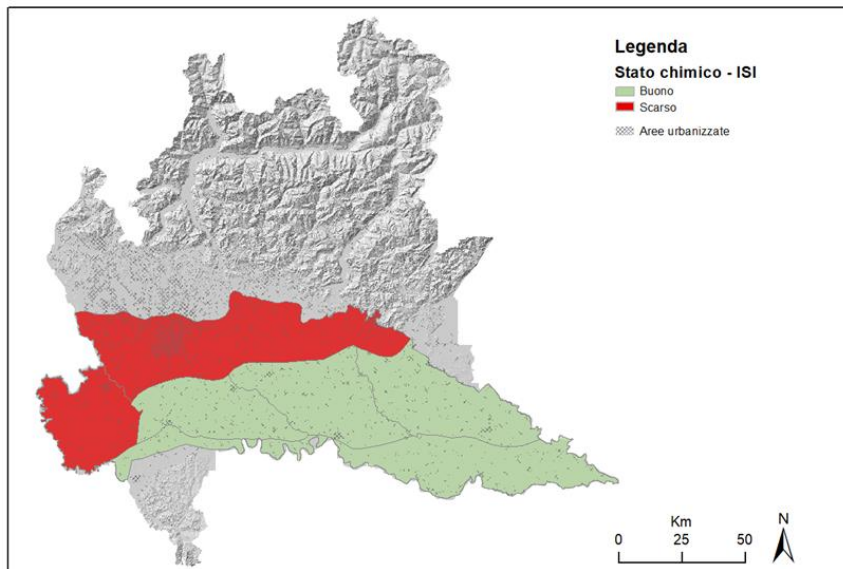 Legenda
Stato chimico - ISI
Buono
Scarso
Aree urbanizzate
Km
N
0 25 50